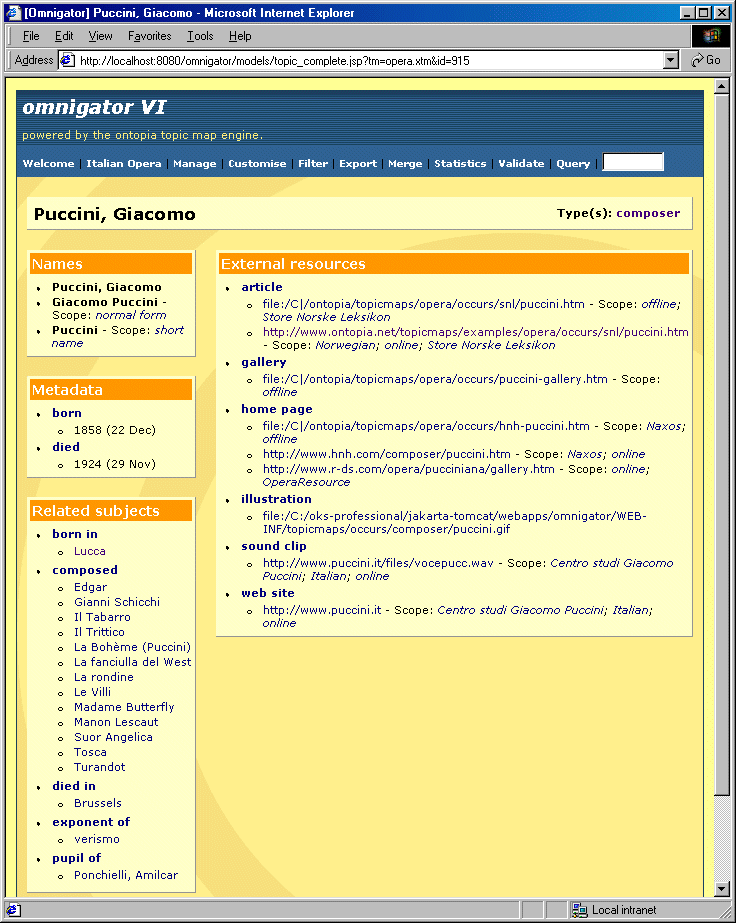 [Omnigator] Puccini, Giacomo - Microsoft Internet Explorer
File Edit View Favorites Tools Help
Address http://localhost:8080/omnigator/models/topic_complete.jsp?tm=opera.xtm&id=915 Go
omnigator VI
powered by the ontopia topic map engine.
Welcome | Italian Opera | Manage | Customise | Filter | Export | Merge | Statistics | Validate | Query |
Puccini, Giacomo
Type(s): composer
Names
Puccini, Giacomo
Giacomo Puccini -
Scope: normal form
Puccini - Scope: short
name
Metadata
born
1858 (22 Dec)
died
1924 (29 Nov)
Related subjects
born in
Lucca
composed
Edgar
Gianni Schicchi
Il Tabarro
Il Trittico
La Bohème (Puccini)
La fanciulla del West
La rondine
Le Villi
Madame Butterfly
Manon Lescaut
Suor Angelica
Tosca
Turandot
died in
Brussels
exponent of
verismo
pupil of
Ponchielli, Amilcar
External resources
article
file:/C|/ontopia/topicmaps/opera/occurs/snl/puccini.htm - Scope: offline;
Store Norske Leksikon
http://www.ontopia.net/topicmaps/examples/opera/occurs/snl/puccini.htm
- Scope: Norwegian; online; Store Norske Leksikon
gallery
file:/C|/ontopia/topicmaps/opera/occurs/puccini-gallery.htm - Scope:
offline
home page
file:/C|/ontopia/topicmaps/opera/occurs/hnh-puccini.htm - Scope: Naxos;
offline
http://www.hnh.com/composer/puccini.htm - Scope: Naxos; online
http://www.r-ds.com/opera/pucciniana/gallery.htm - Scope: online;
OperaResource
illustration
file:/C:/oks-professional/jakarta-tomcat/webapps/omnigator/WEB-
INF/topicmaps/occurs/composer/puccini.gif
sound clip
http://www.puccini.it/files/vocepucc.wav - Scope: Centro studi Giacomo
Puccini; Italian; online
web site
http://www.puccini.it - Scope: Centro studi Giacomo Puccini; Italian;
online
Local intranet